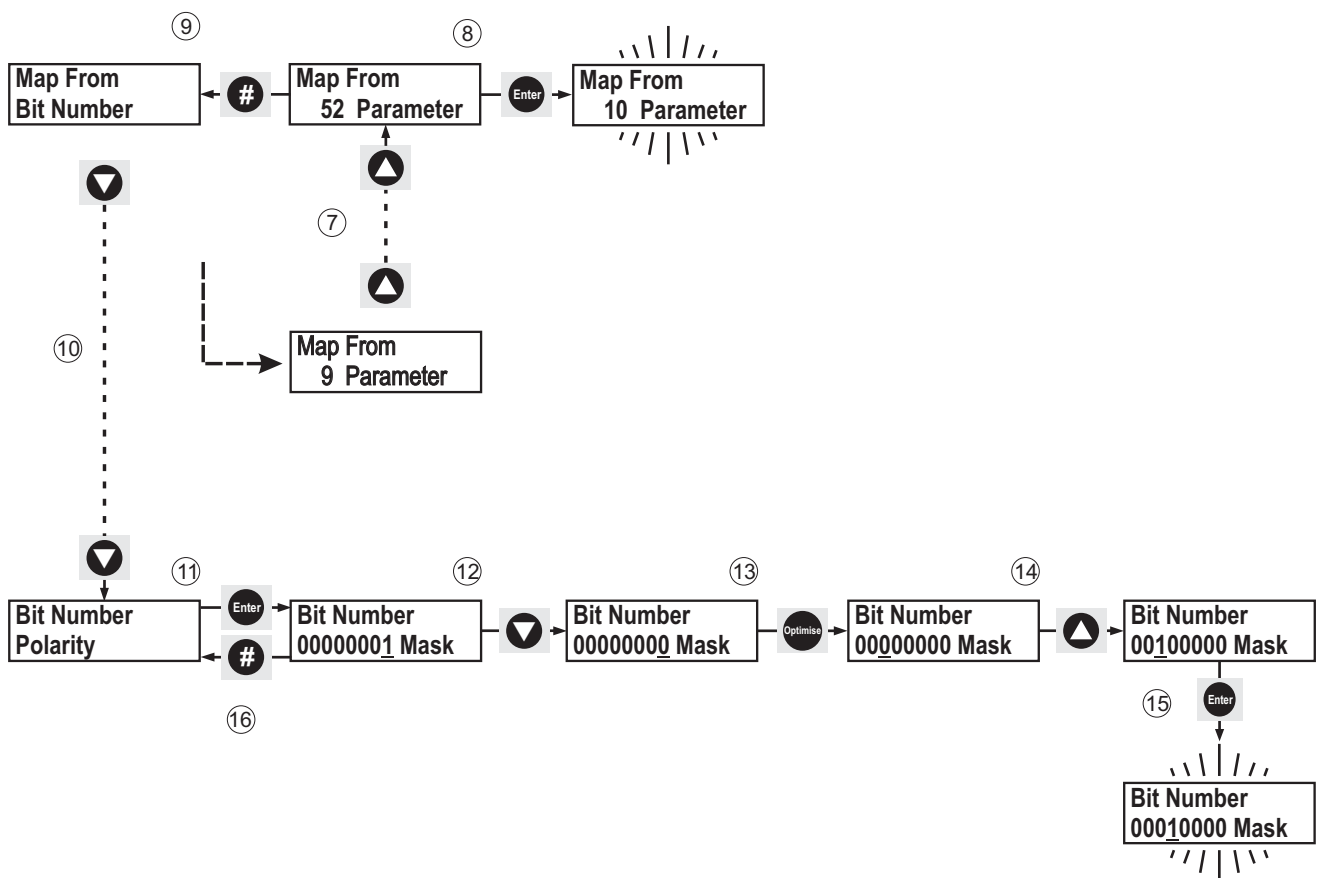 ⑨
⑧
Map From
Bit Number
#
Map From
52 Parameter
Enter
Map From
10 Parameter
⑦
⑩
Map From
9 Parameter
⑪
⑫
⑬
⑭
Bit Number
Polarity
Enter
#
Bit Number
00000001 Mask
Bit Number
00000000 Mask
Optimise
Bit Number
00000000 Mask
Bit Number
00100000 Mask
⑯
⑮
Enter
Bit Number
00010000 Mask